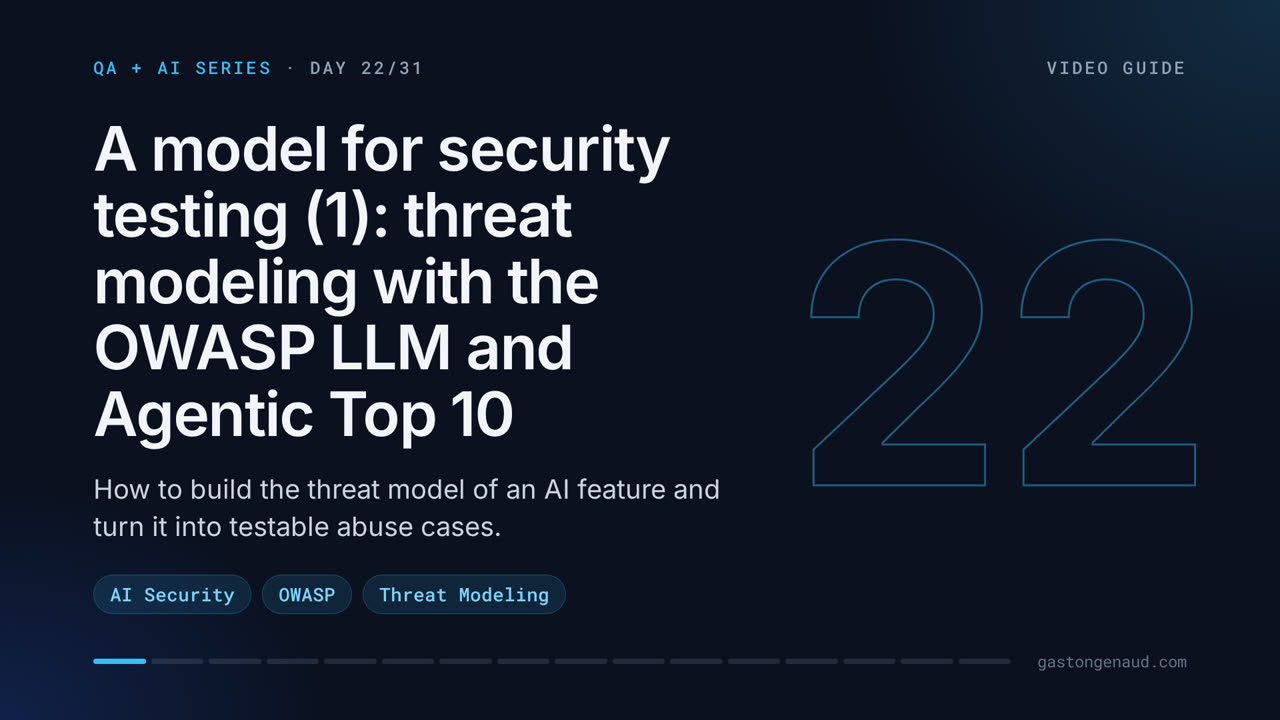 QA + AI SERIES · DAY 22/31
VIDEO GUIDE
A model for security
testing (1): threat
modeling with the
OWASP LLM and
Agentic Top 10
22
How to build the threat model of an AI feature and
turn it into testable abuse cases.
AI Security
OWASP
Threat Modeling
gastongenaud.com